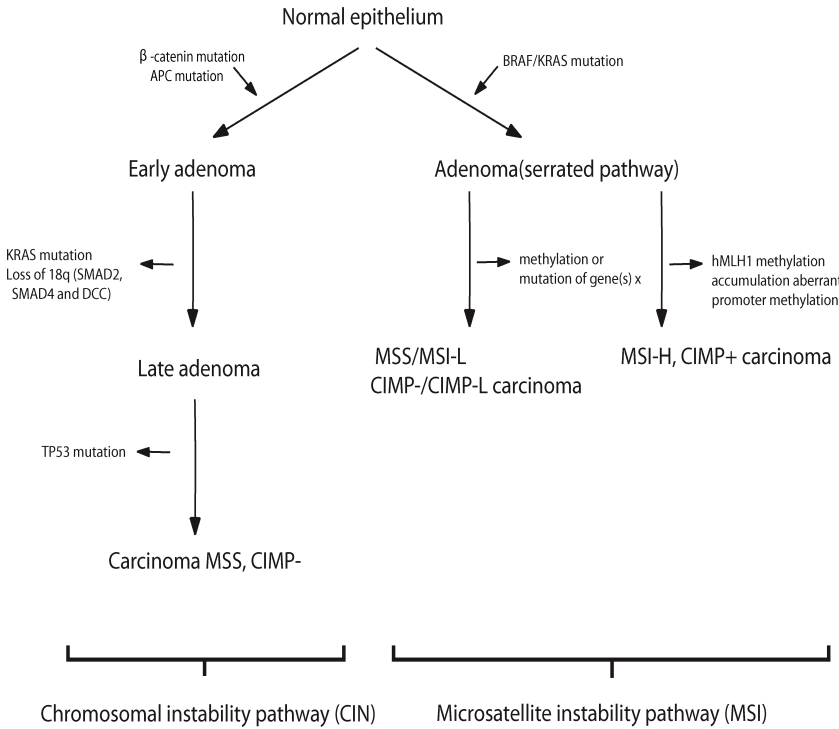 Normal epithelium
β -catenin mutation
APC mutation
BRAF/KRAS mutation
Early adenoma
Adenoma(serrated pathway)
KRAS mutation
Loss of 18q (SMAD2,
SMAD4 and DCC)
methylation or
mutation of gene(s) x
hMLH1 methylation
accumulation aberrant
promoter methylation
Late adenoma
MSS/MSI-L
CIMP-/CIMP-L carcinoma
MSI-H, CIMP+ carcinoma
TP53 mutation
Carcinoma MSS, CIMP-
Chromosomal instability pathway (CIN)
Microsatellite instability pathway (MSI)